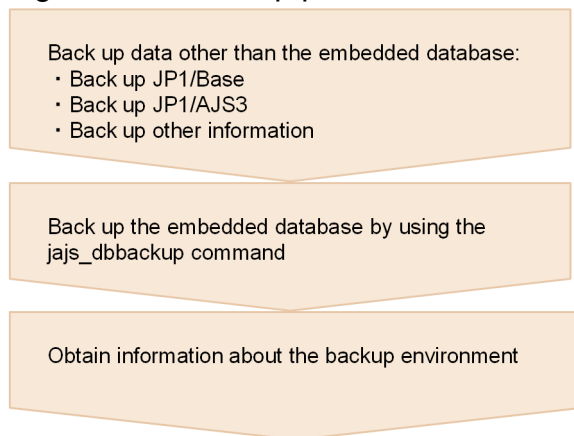 Back up data other than the embedded database:
・Back up JP1/Base
・Back up JP1/AJS3
・Back up other information
Back up the embedded database by using the
jajs_dbbackup command
Obtain information about the backup environment